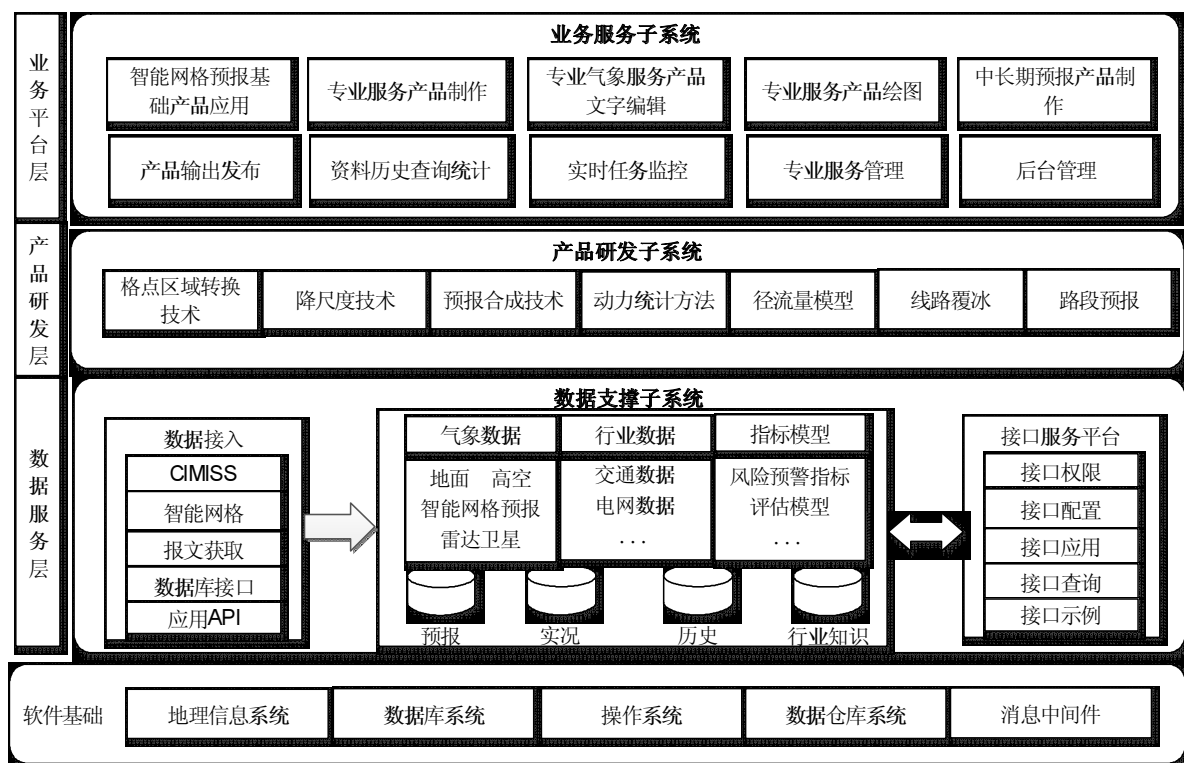 业务平台层
业务服务子系统
智能网格预报基
础产品应用
专业服务产品制作
专业气象服务产品
文字编辑
专业服务产品绘图
中长期预报产品制
作
产品输出发布
资料历史查询统计
实时任务监控
专业服务管理
后台管理
产品研发层
产品研发子系统
格点区域转换
技术
降尺度技术
预报合成技术
动力统计方法
径流量模型
线路覆冰
路段预报
数据服务层
数据支撑子系统
数据接入
CIMISS
智能网格
报文获取
数据库接口
应用API
气象数据
地面 高空
智能网格预报
雷达卫星
行业数据
交通数据
电网数据
...
指标模型
风险预警指标
评估模型
...
预报
实况
历史
行业知识
接口服务平台
接口权限
接口配置
接口应用
接口查询
接口示例
软件基础
地理信息系统
数据库系统
操作系统
数据仓库系统
消息中间件